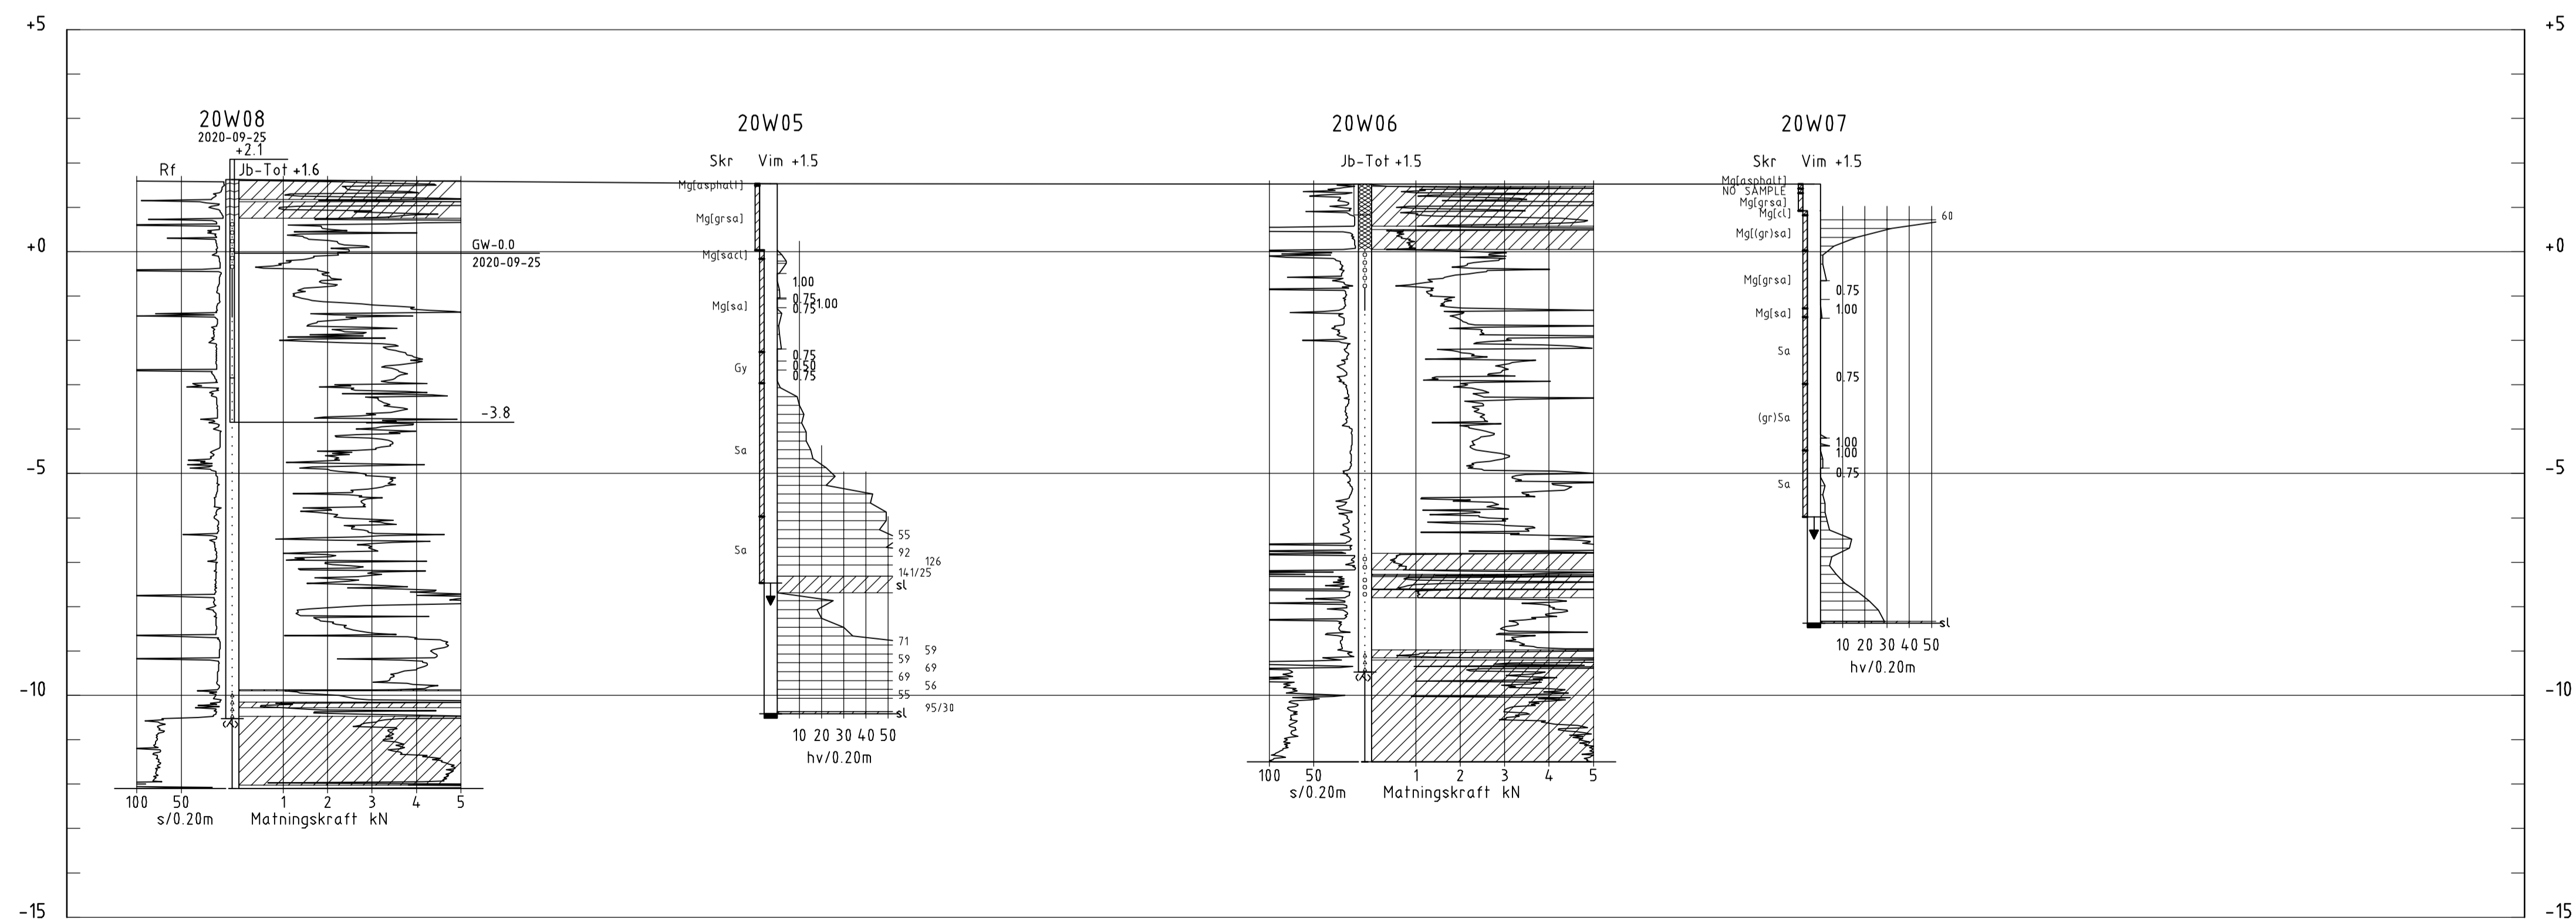 +5
+5
20W08
2020-09-25
+2.1
Rf
Jb-Tot +1.6
20W05
Skr Vim +1.5
20W06
Jb-Tot +1.5
20W07
Skr Vim +1.5
Mg[asphalt]
Mg[grsa]
Mg[sacl]
Mg[sa]
Gy
Sa
Sa
Mg[asphalt]
NO SAMPLE
Mg[grsa]
Mg[cl]
Mg[(gr)sa]
Mg[grsa]
Mg[sa]
Sa
(gr)Sa
Sa
+0
+0
GW-0.0
2020-09-25
-3.8
1.00
0.75
1.00
0.75
0.75
0.50
0.75
55
92
126
141/25
sl
71
59
59
69
69
56
55
95/30
sl
60
0.75
1.00
0.75
1.00
1.00
0.75
sl
-5
-5
-10
-10
100 50
s/0.20m
1 2 3 4 5
Matningskraft kN
10 20 30 40 50
hv/0.20m
100 50
s/0.20m
1 2 3 4 5
Matningskraft kN
10 20 30 40 50
hv/0.20m
-15
-15